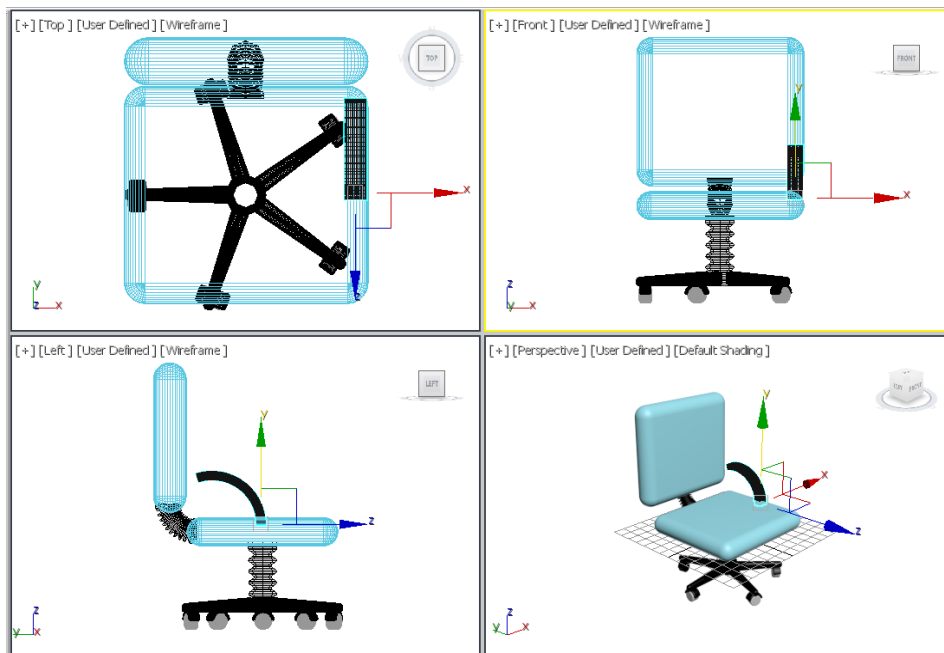 [+] [Top] [User Defined ] [Wireframe ]
TOP
x
z
y
z
x
[+] [Front] [User Defined ] [Wireframe ]
FRONT
y
x
z
y
x
[+] [Left] [User Defined ] [Wireframe ]
LEFT
y
z
z
y
x
[+] [Perspective] [User Defined ] [Default Shading ]
FRONT
y
x
z
z
y
x